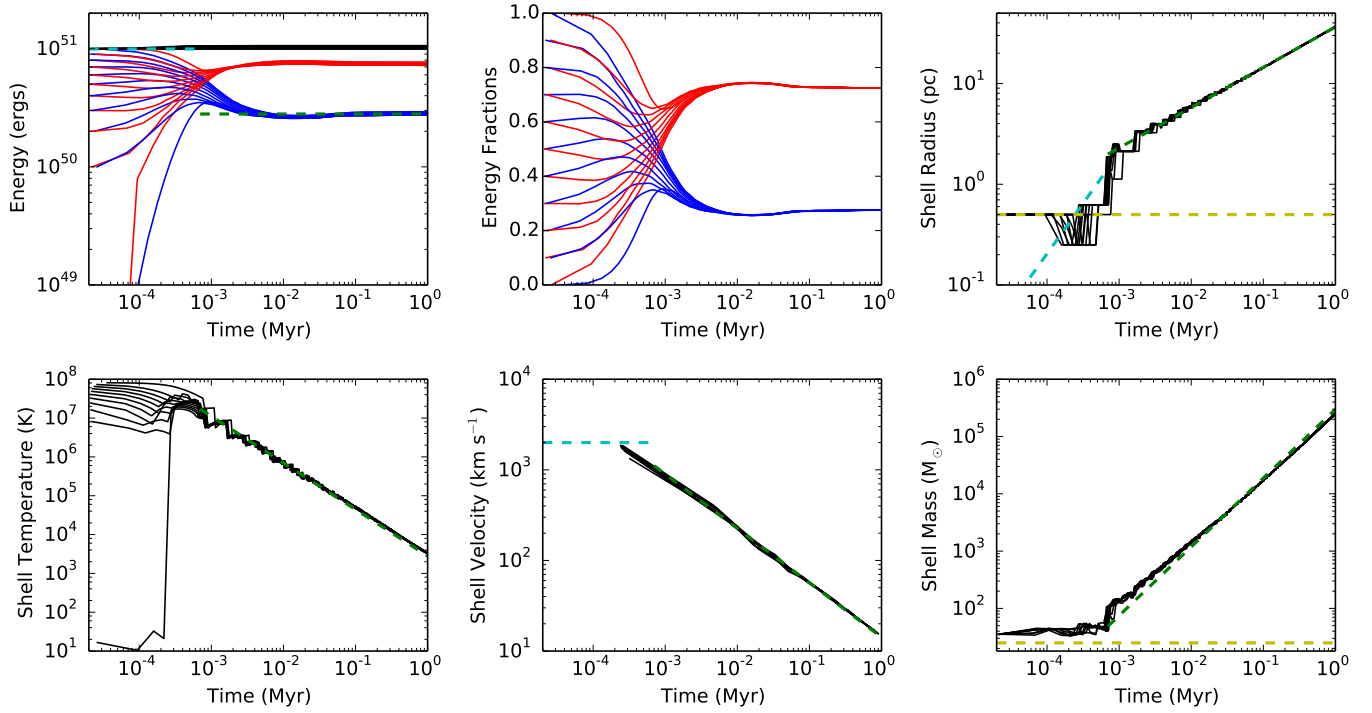 Energy (ergs)
10^51
10^50
10^49
10^-4 10^-3 10^-2 10^-1 10^0
Time (Myr)
Energy Fractions
1.0
0.8
0.6
0.4
0.2
0.0
10^-4 10^-3 10^-2 10^-1 10^0
Time (Myr)
Shell Radius (pc)
10^1
10^0
10^-1
10^-4 10^-3 10^-2 10^-1 10^0
Time (Myr)
Shell Temperature (K)
10^8
10^7
10^6
10^5
10^4
10^3
10^2
10^1
10^-4 10^-3 10^-2 10^-1 10^0
Time (Myr)
Shell Velocity (km s^-1)
10^4
10^3
10^2
10^1
10^-4 10^-3 10^-2 10^-1 10^0
Time (Myr)
Shell Mass (M_⊙)
10^6
10^5
10^4
10^3
10^2
10^-4 10^-3 10^-2 10^-1 10^0
Time (Myr)